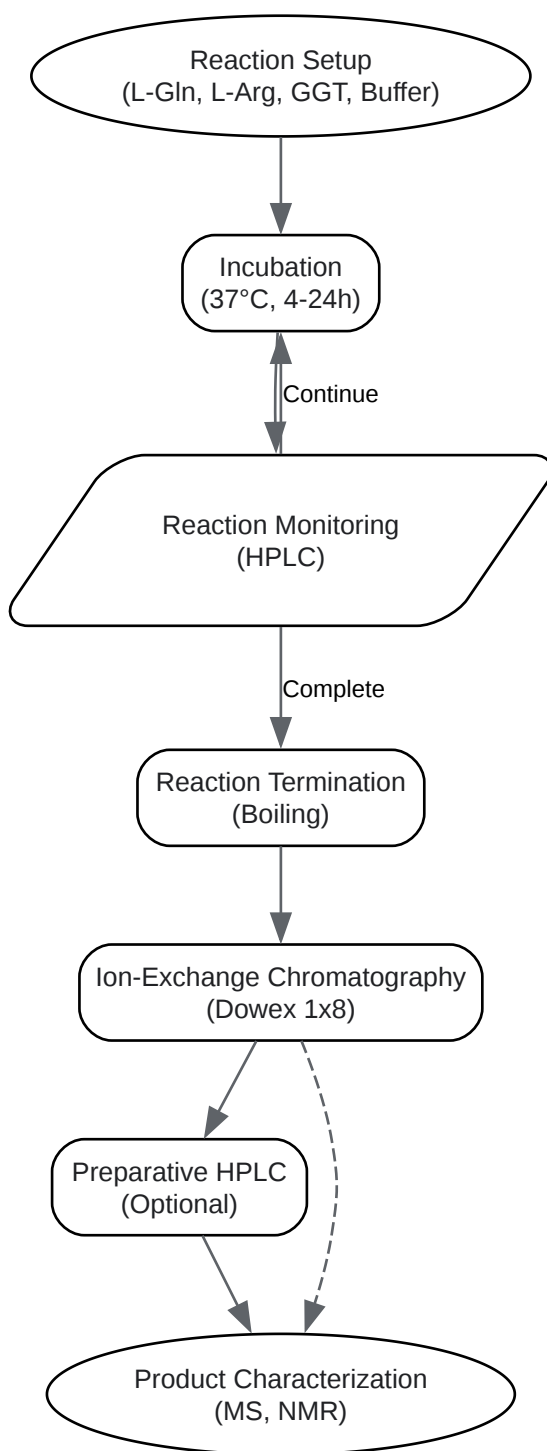 Reaction Setup
(L-Gln, L-Arg, GGT, Buffer)
Incubation
(37°C, 4-24h)
Continue
Reaction Monitoring
(HPLC)
Complete
Reaction Termination
(Boiling)
Ion-Exchange Chromatography
(Dowex 1x8)
Preparative HPLC
(Optional)
Product Characterization
(MS, NMR)